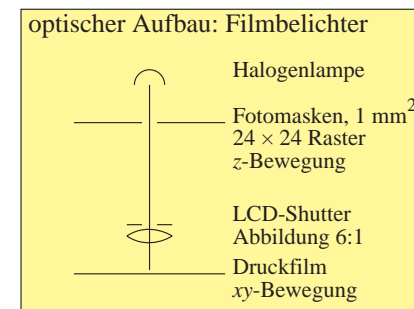 optischer Aufbau: Filmbelichter
Halogenlampe
Fotomasken, 1 mm²
24 × 24 Raster
z-Bewegung
LCD-Shutter
Abbildung 6:1
Druckfilm
xy-Bewegung